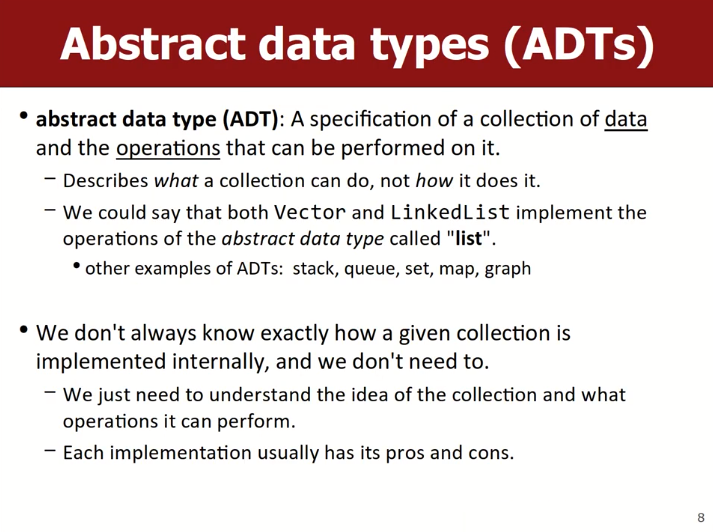 Abstract data types (ADTs)
• abstract data type (ADT): A specification of a collection of data
and the operations that can be performed on it.
– Describes what a collection can do, not how it does it.
– We could say that both Vector and LinkedList implement the
operations of the abstract data type called "list".
• other examples of ADTs: stack, queue, set, map, graph
• We don't always know exactly how a given collection is
implemented internally, and we don't need to.
– We just need to understand the idea of the collection and what
operations it can perform.
– Each implementation usually has its pros and cons.
8